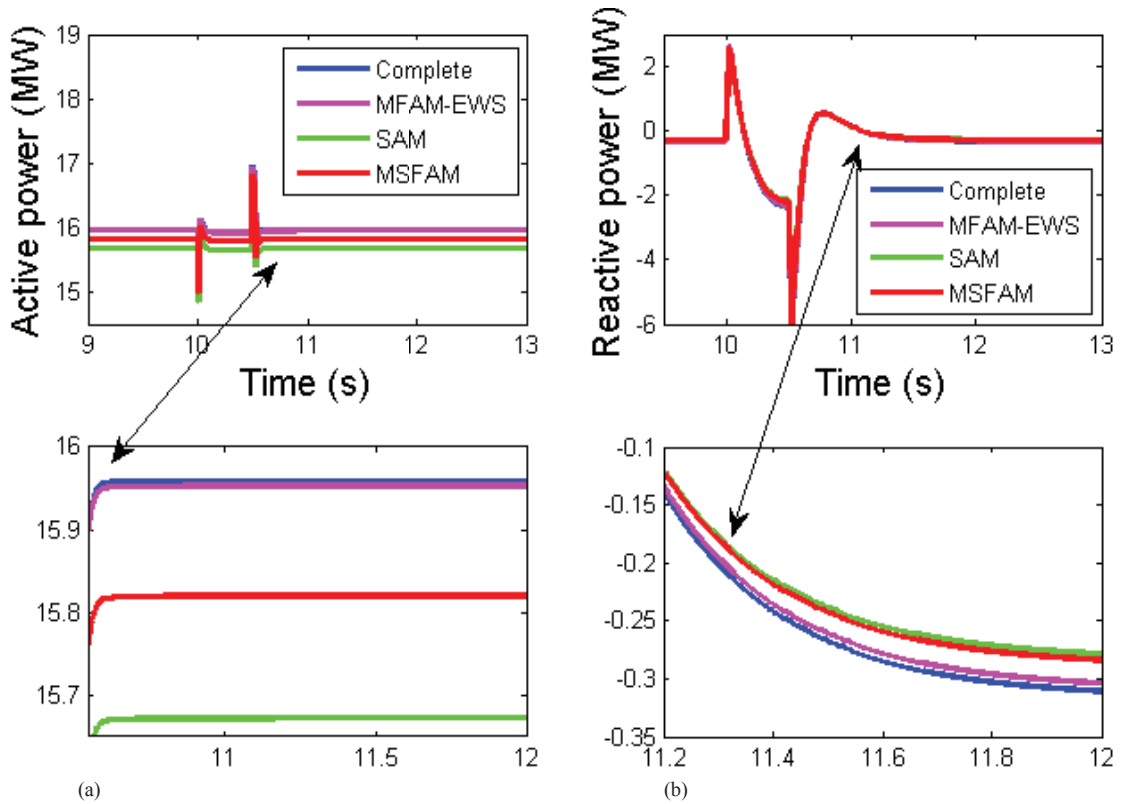 Active power (MW)
19
18
17
16
15
9
10
11
12
13
Time (s)
Complete
MFAM-EWS
SAM
MSFAM
Reactive power (MW)
2
0
-2
-4
-6
10
11
12
13
Time (s)
Complete
MFAM-EWS
SAM
MSFAM
16
15.9
15.8
15.7
11
11.5
12
(a)
-0.1
-0.15
-0.2
-0.25
-0.3
-0.35
11.2
11.4
11.6
11.8
12
(b)